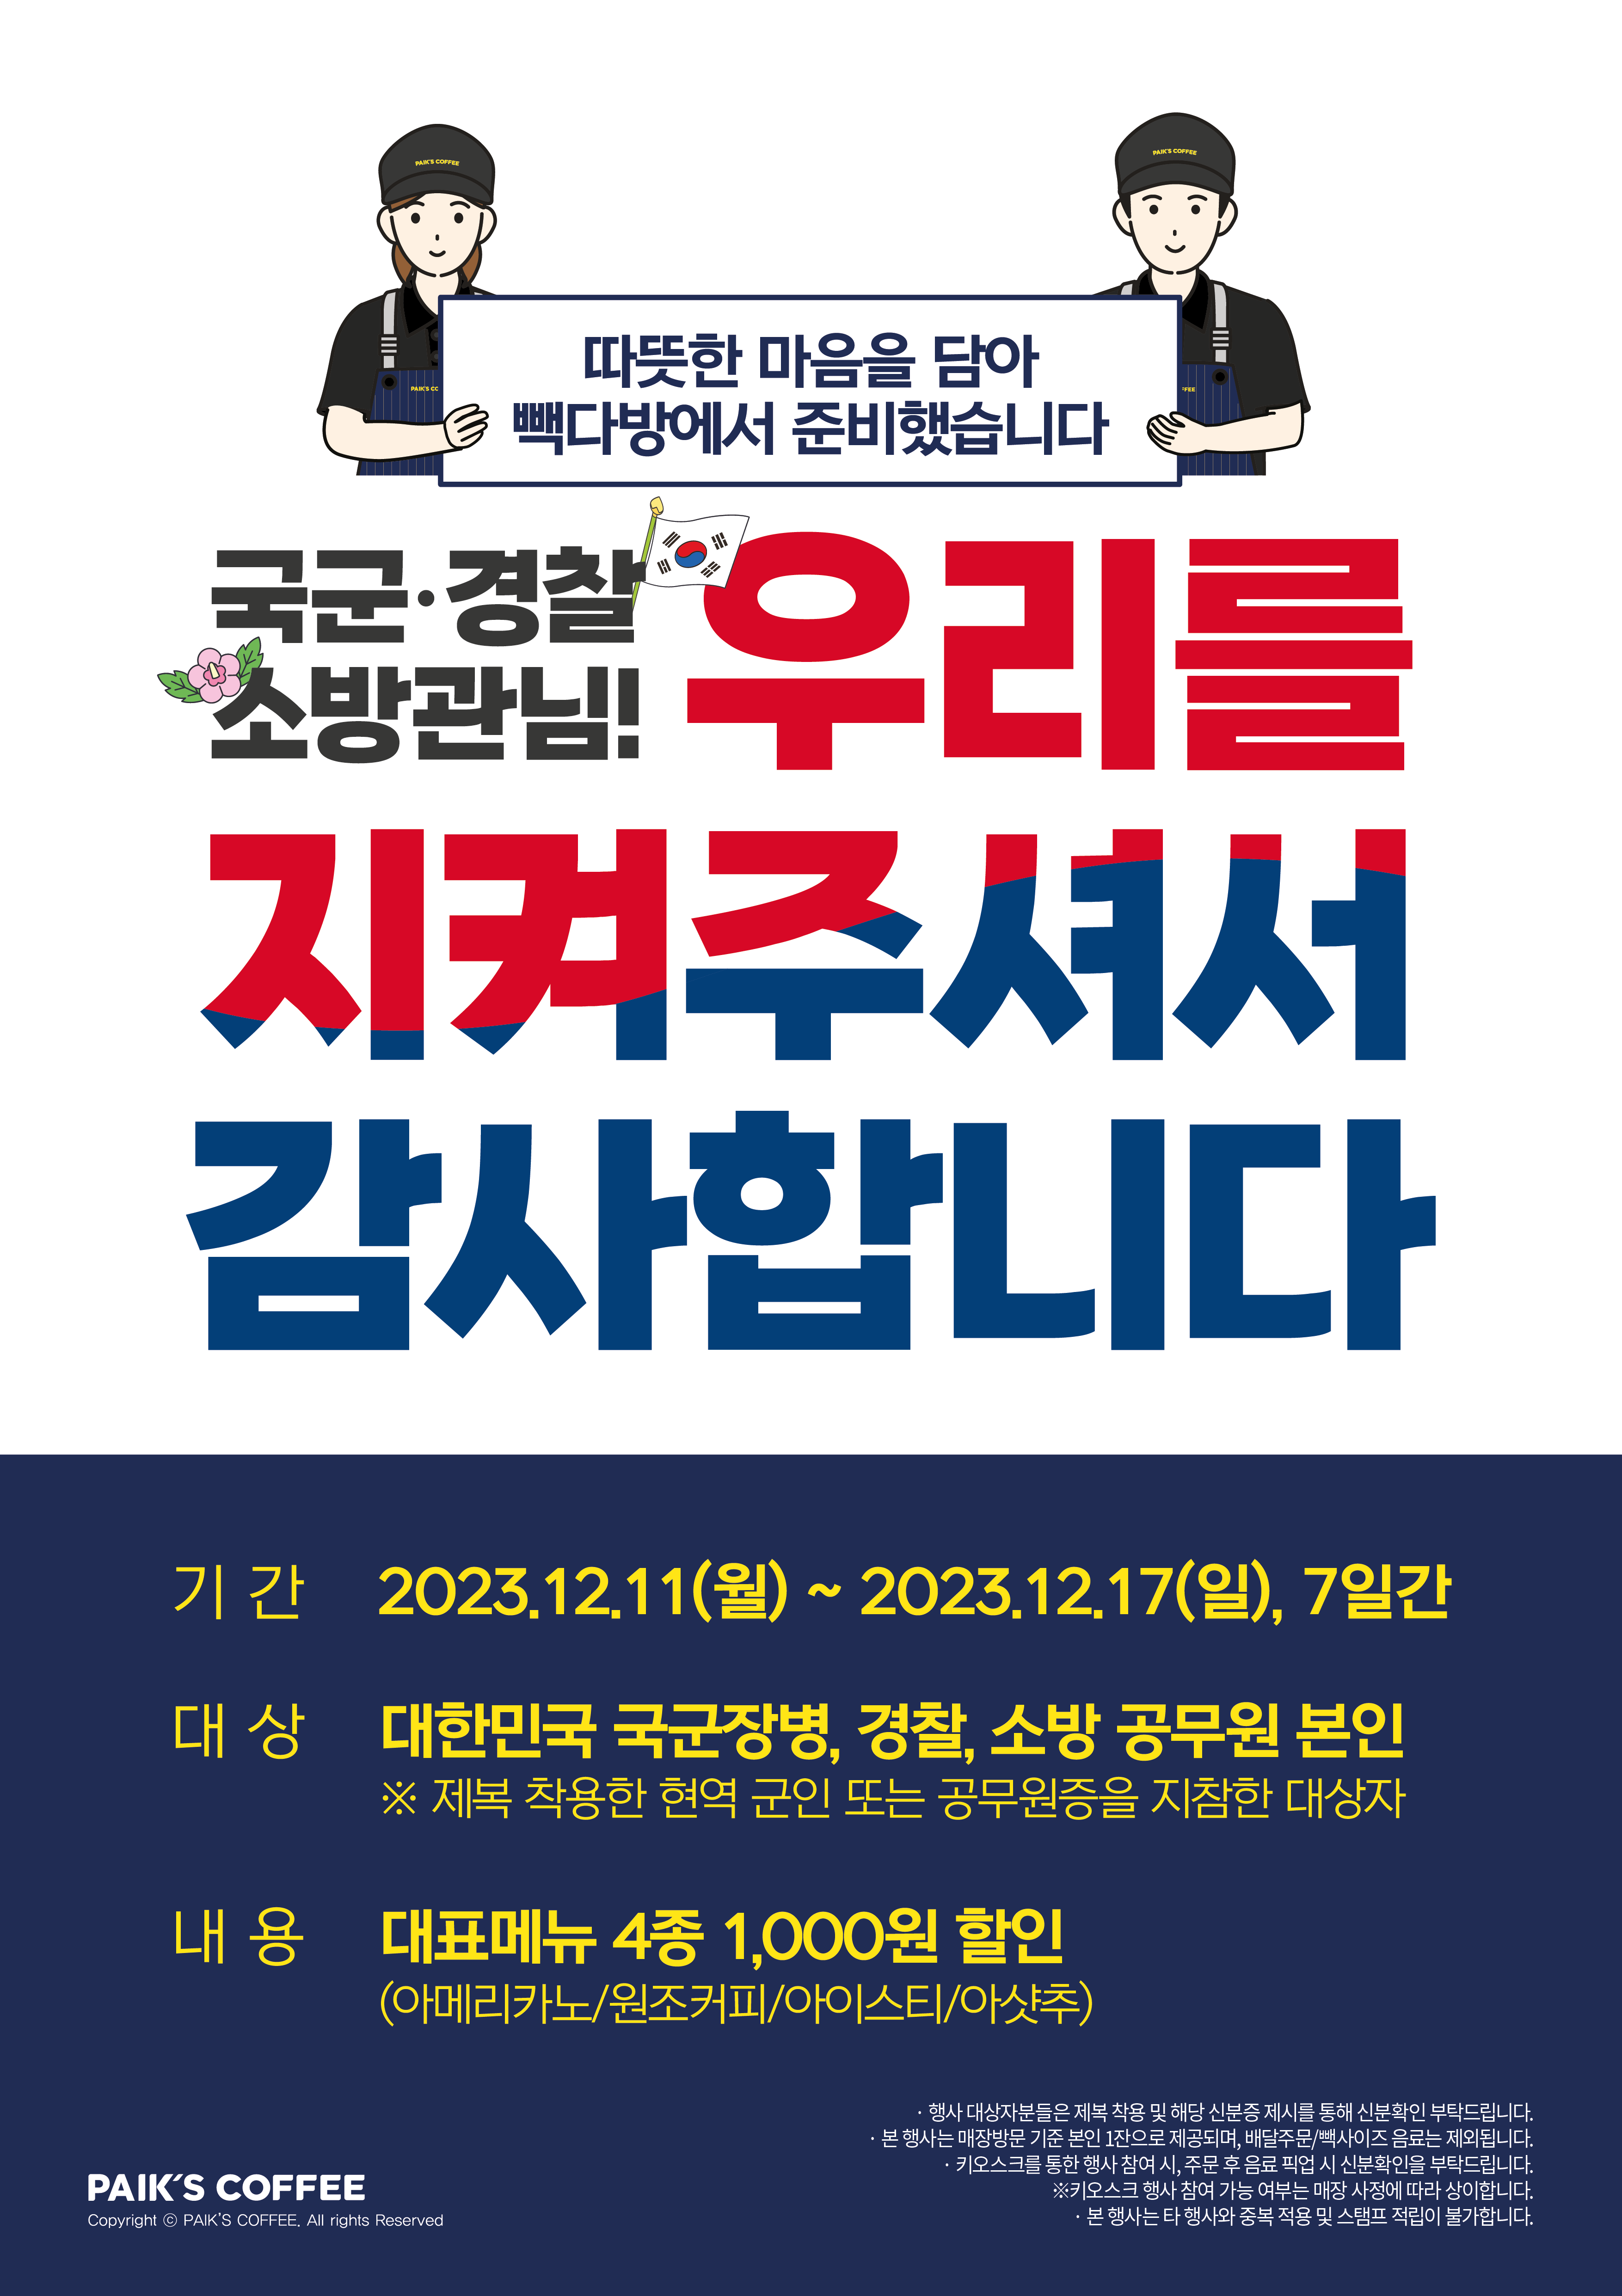 PAIK'S COFFEE
PAIK'S COFFEE
따뜻한 마음을 담아
빽다방에서 준비했습니다
PAIK'S CO
FFEE
국군·경찰
소방관님!
우리를
지켜주셔서
감사합니다
기 간 2023.12.11(월) ~ 2023.12.17(일), 7일간
대 상 대한민국 국군장병, 경찰, 소방 공무원 본인
※ 제복 착용한 현역 군인 또는 공무원증을 지참한 대상자
내 용 대표메뉴 4종 1,000원 할인
(아메리카노/원조커피/아이스티/아샷추)
· 행사 대상자분들은 제복 착용 및 해당 신분증 제시를 통해 신분확인 부탁드립니다.
· 본 행사는 매장방문 기준 본인 1잔으로 제공되며, 배달주문/빽사이즈 음료는 제외됩니다.
· 키오스크를 통한 행사 참여 시, 주문 후 음료 픽업 시 신분확인을 부탁드립니다.
※키오스크 행사 참여 가능 여부는 매장 사정에 따라 상이합니다.
· 본 행사는 타 행사와 중복 적용 및 스탬프 적립이 불가합니다.
PAIK'S COFFEE
Copyright ⓒ PAIK'S COFFEE. All rights Reserved